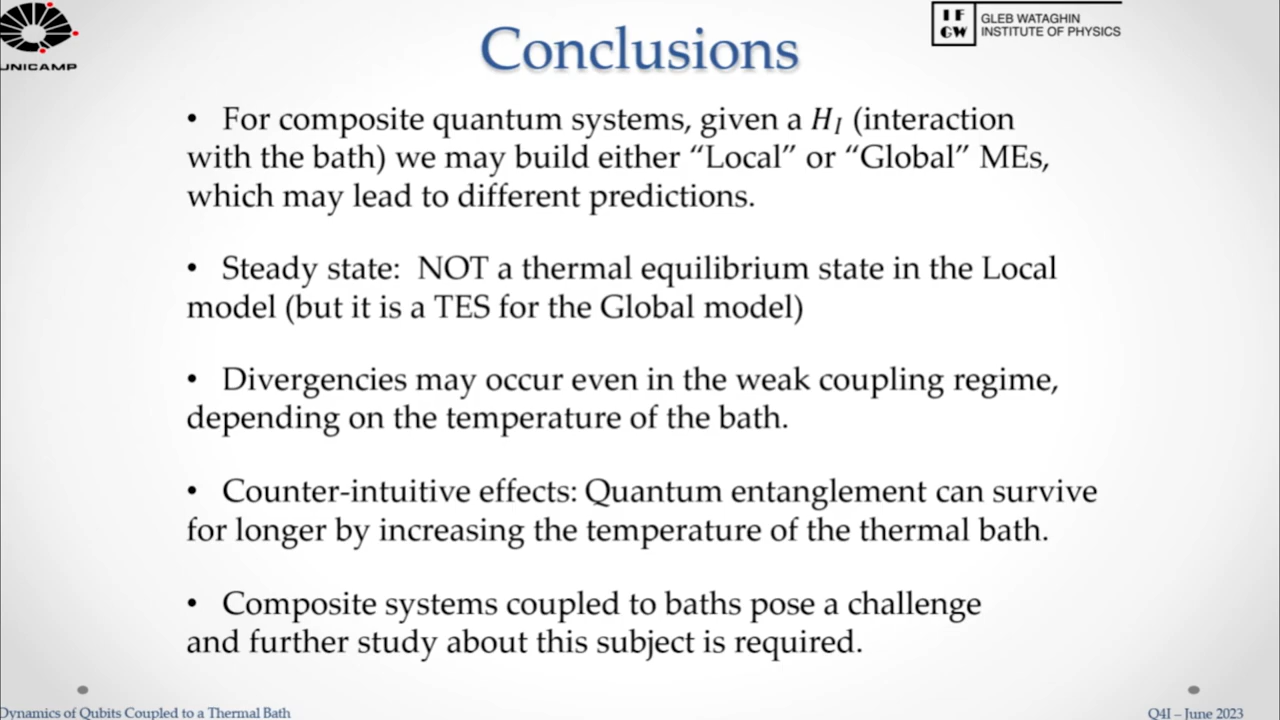 UNICAMP
Conclusions
I F
G W
GLEB WATAGHIN
INSTITUTE OF PHYSICS
• For composite quantum systems, given a H_I (interaction
with the bath) we may build either “Local” or “Global” MEs,
which may lead to different predictions.
• Steady state: NOT a thermal equilibrium state in the Local
model (but it is a TES for the Global model)
• Divergencies may occur even in the weak coupling regime,
depending on the temperature of the bath.
• Counter-intuitive effects: Quantum entanglement can survive
for longer by increasing the temperature of the thermal bath.
• Composite systems coupled to baths pose a challenge
and further study about this subject is required.
Dynamics of Qubits Coupled to a Thermal Bath
Q4I – June 2023